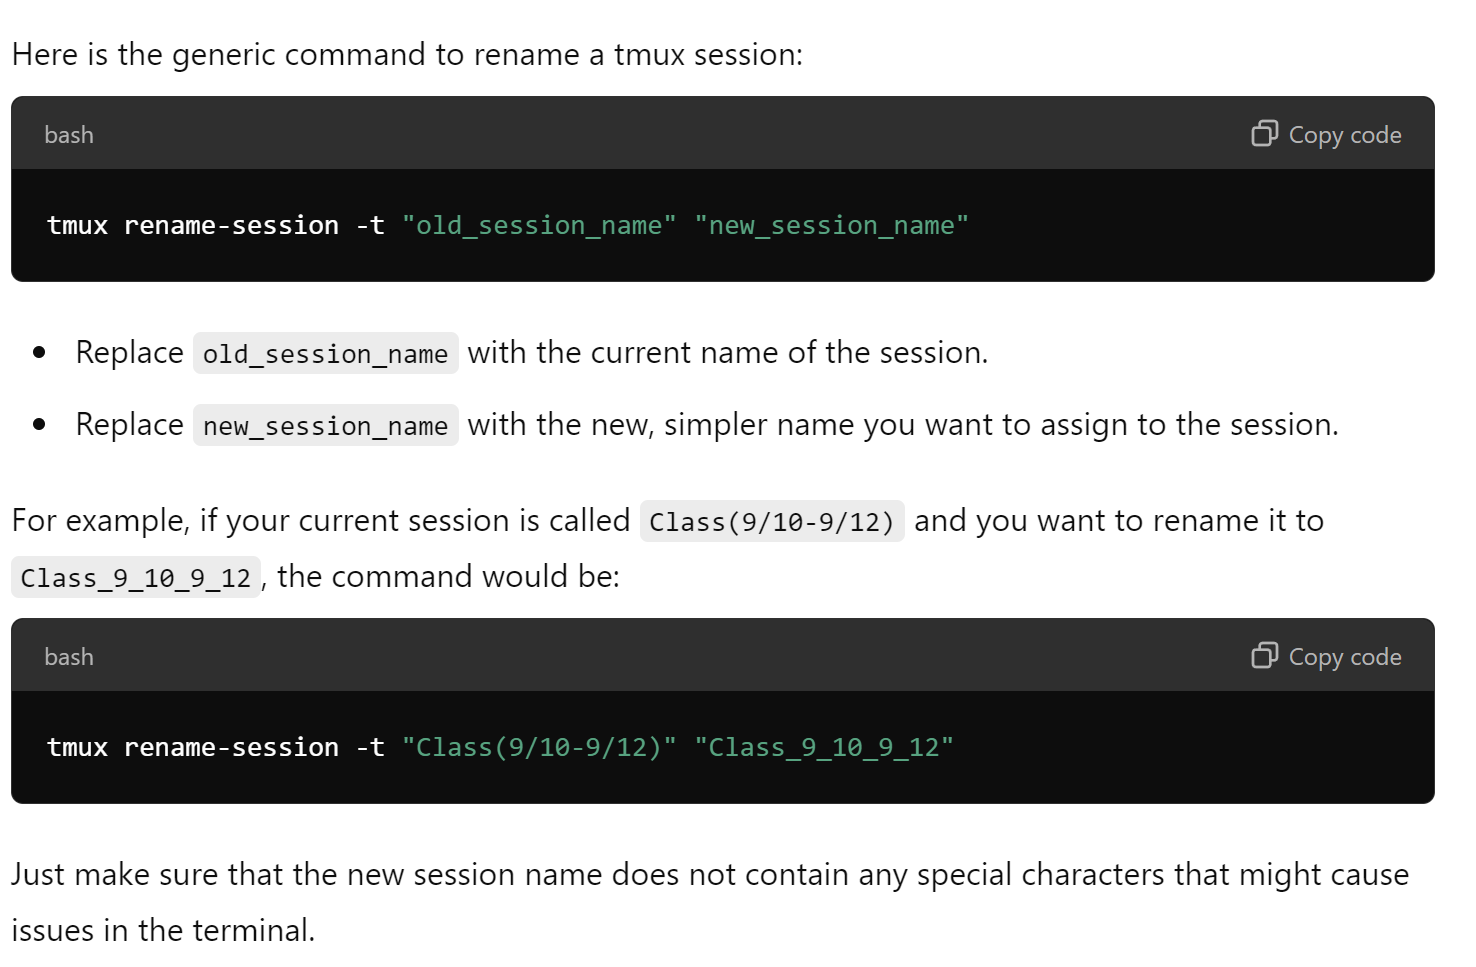 Here is the generic command to rename a tmux session:
bash
Copy code
tmux rename-session -t "old_session_name" "new_session_name"
• Replace old_session_name with the current name of the session.
• Replace new_session_name with the new, simpler name you want to assign to the session.
For example, if your current session is called Class(9/10-9/12) and you want to rename it to
Class_9_10_9_12, the command would be:
bash
Copy code
tmux rename-session -t "Class(9/10-9/12)" "Class_9_10_9_12"
Just make sure that the new session name does not contain any special characters that might cause
issues in the terminal.